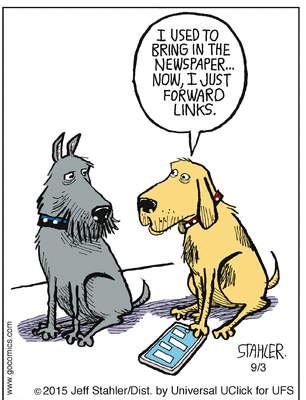 I USED TO
BRING IN THE
NEWSPAPER...
NOW, I JUST
FORWARD
LINKS.
STAHLER.
9/3
www.gocomics.com
©2015 Jeff Stahler/Dist. by Universal UClick for UFS